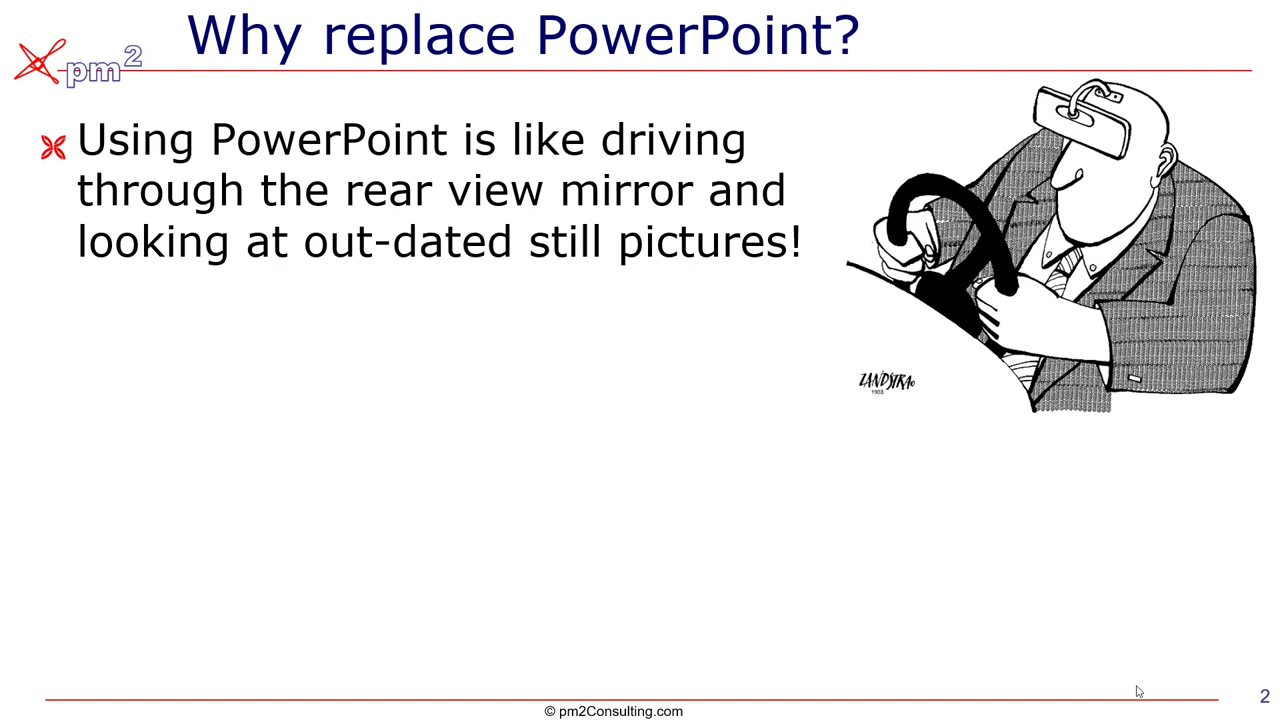 Why replace PowerPoint?
pm2
Using PowerPoint is like driving
through the rear view mirror and
looking at out-dated still pictures!
ZANDSTRA©
1903
© pm2Consulting.com
2